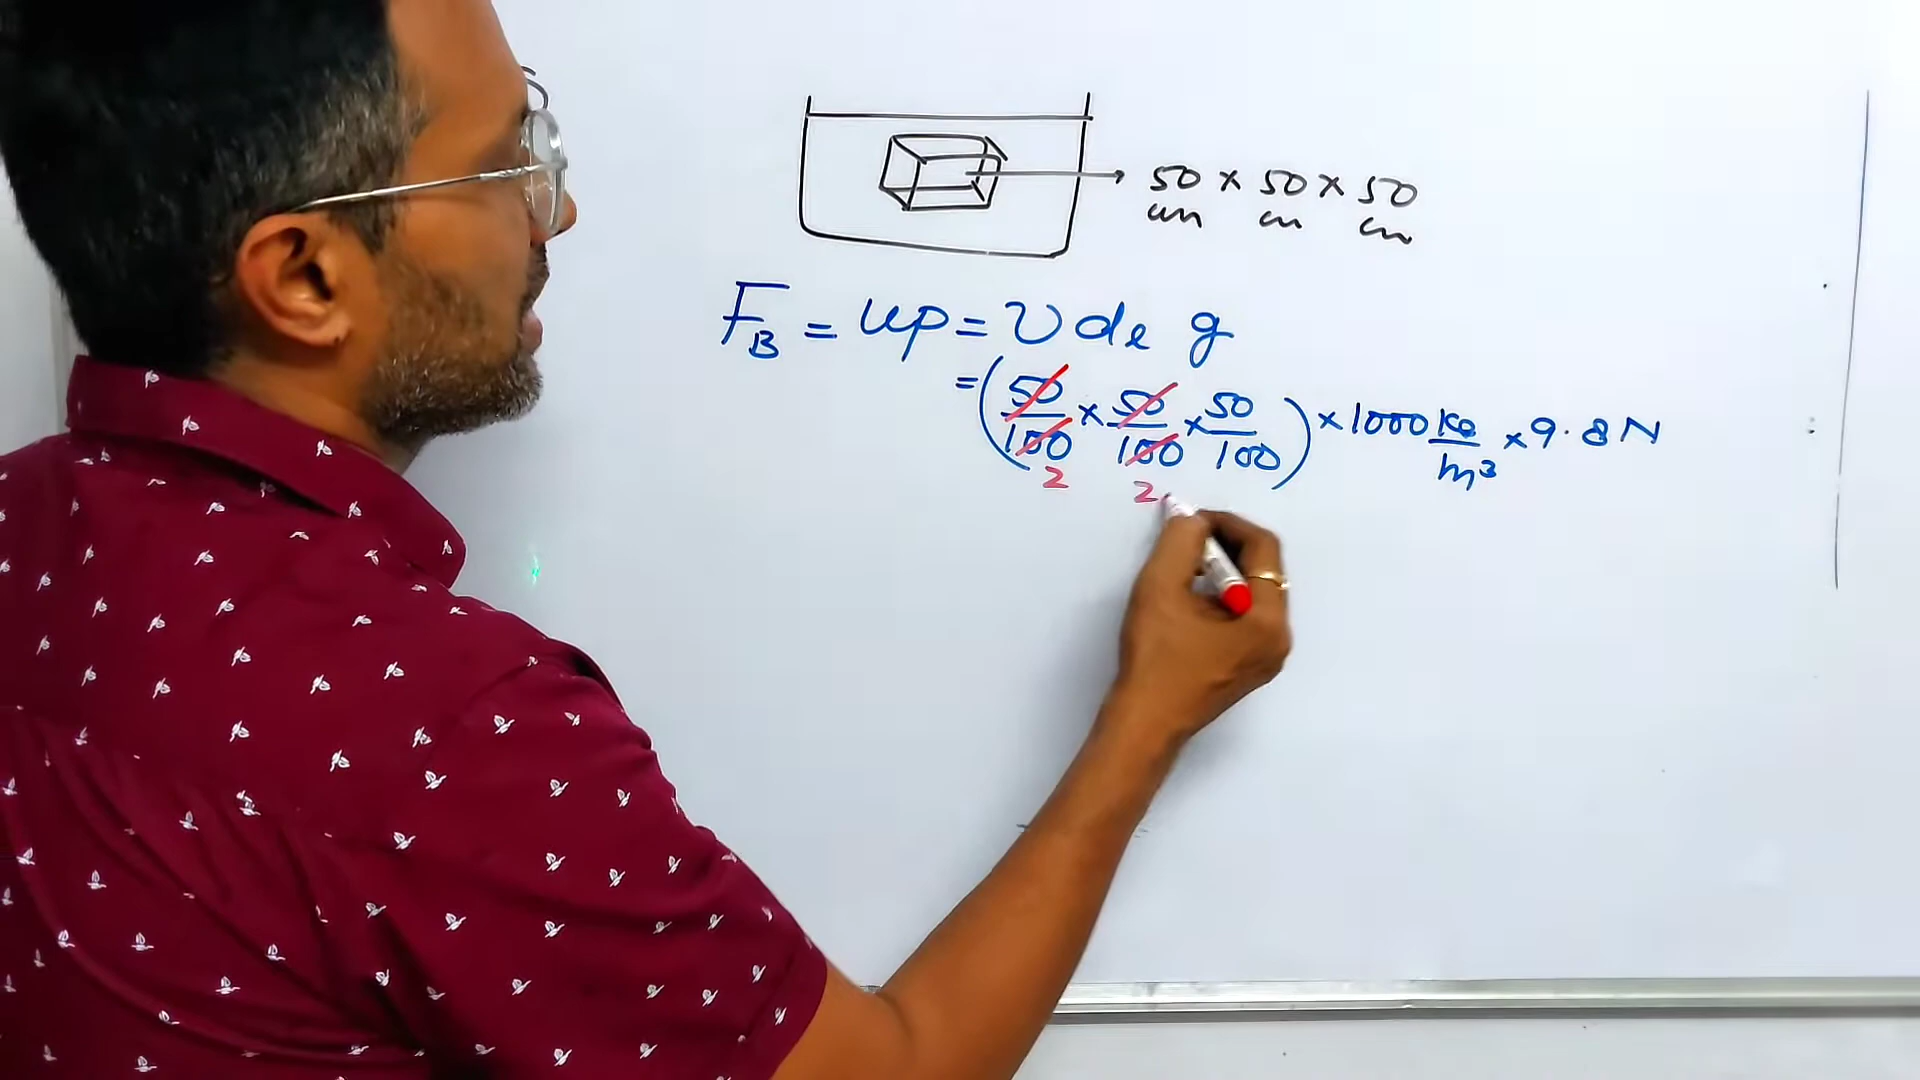 50 × 50 × 50
cm cm cm
F_B = up = V d_l g
= (50/100 × 50/100 × 50/100) × 1000 Kg/m³ × 9.8 N
2 2